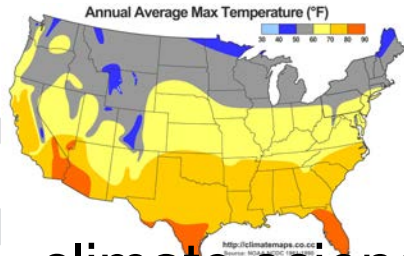 Annual Average Max Temperature (°F)
30 40 50 60 70 80 90
http://climatemaps.co.cc
Source: NOAA NCDC 1961-1990